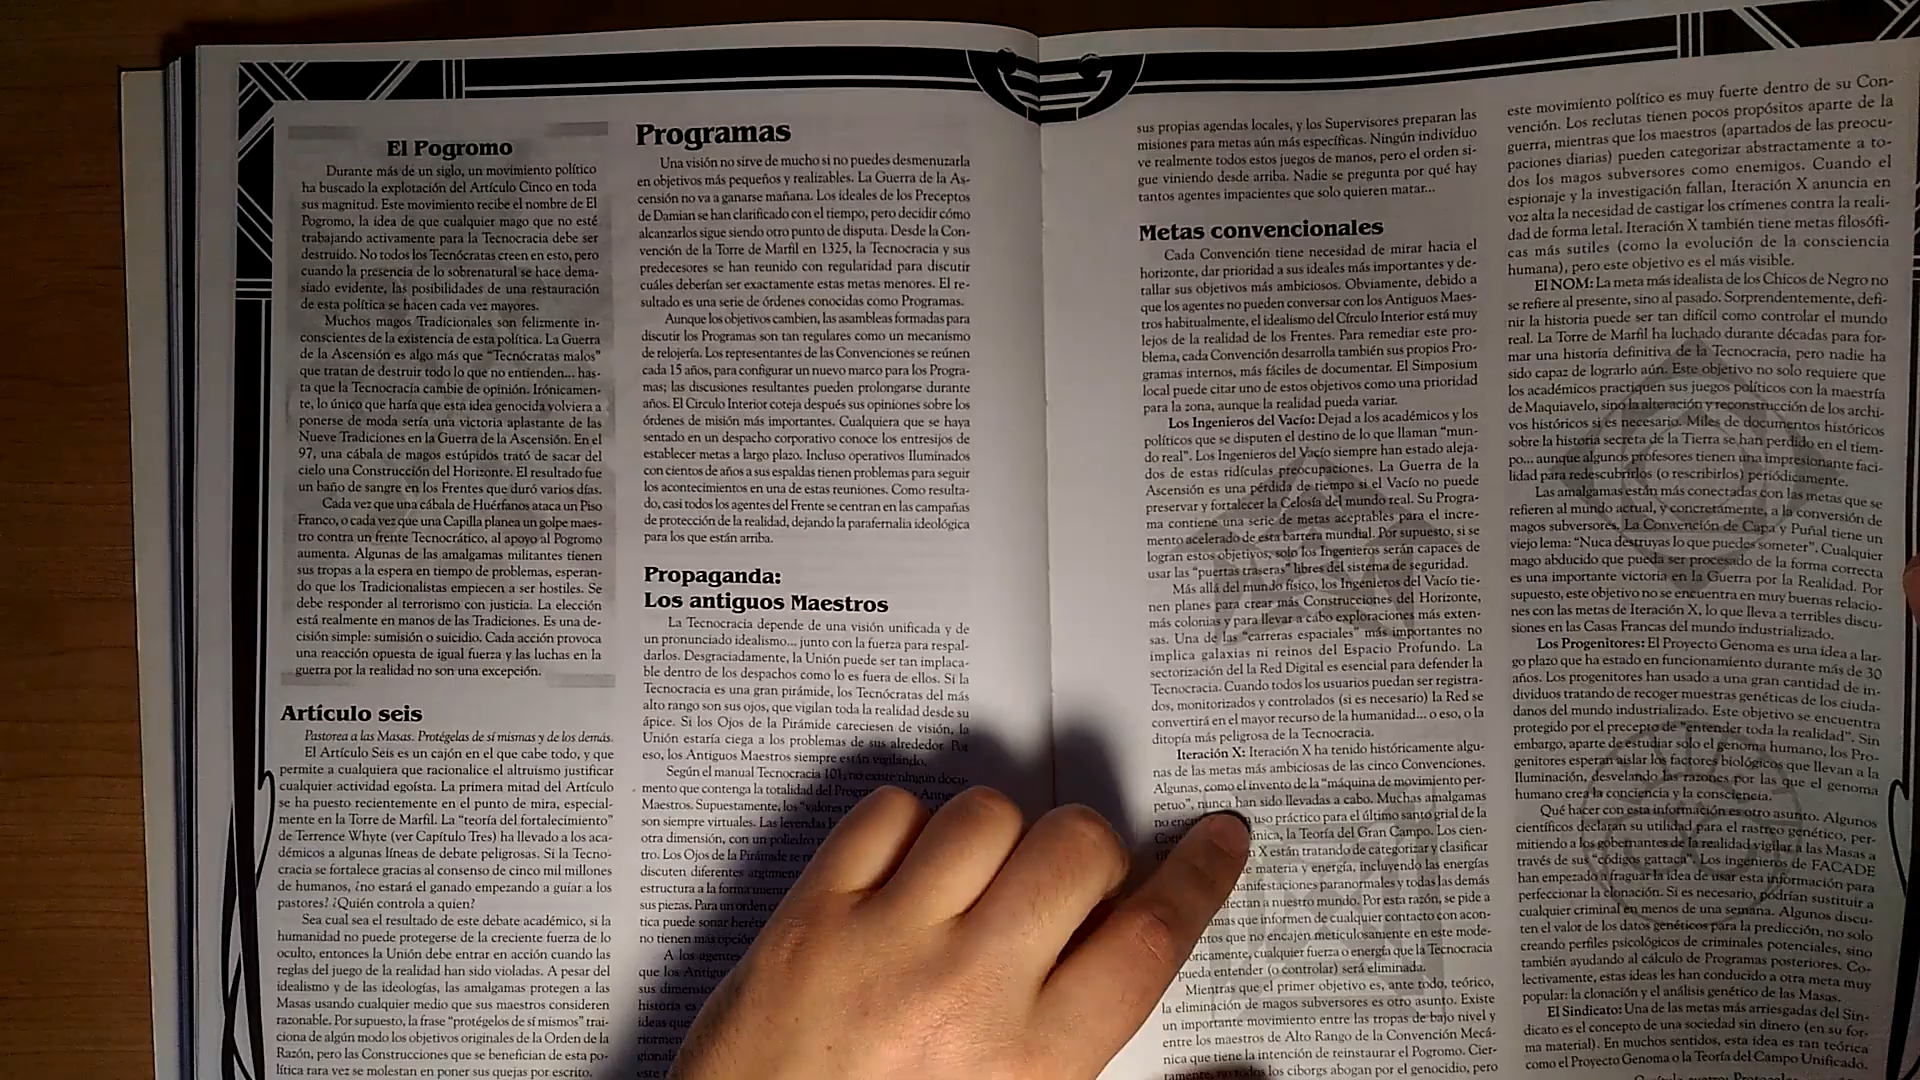 El Pogromo
Durante más de un siglo, un movimiento político
ha buscado la explotación del Artículo Cinco en toda
sus magnitud. Este movimiento recibe el nombre de El
Pogromo, la idea de que cualquier mago que no esté
trabajando activamente para la Tecnocracia debe ser
destruido. No todos los Tecnócratas creen en esto, pero
cuando la presencia de lo sobrenatural se hace dema-
siado evidente, las posibilidades de una restauración
de esta política se hacen cada vez mayores.
Muchos magos Tradicionales son felizmente in-
conscientes de la existencia de esta política. La Guerra
de la Ascensión es algo más que “Tecnócratas malos”
que tratan de destruir todo lo que no entienden... has-
ta que la Tecnocracia cambie de opinión. Irónicamen-
te, lo único que haría que esta idea genocida volviera a
ponerse de moda sería una victoria aplastante de las
Nueve Tradiciones en la Guerra de la Ascensión. En el
97, una cábala de magos estúpidos trató de sacar del
cielo una Construcción del Horizonte. El resultado fue
un baño de sangre en los Frentes que duró varios días.
Cada vez que una cábala de Huérfanos ataca un Piso
Franco, o cada vez que una Capilla planea un golpe maes-
tro contra un frente Tecnocrático, al apoyo al Pogromo
aumenta. Algunas de las amalgamas militantes tienen
sus tropas a la espera en tiempo de problemas, esperan-
do que los Tradicionalistas empiecen a ser hostiles. Se
debe responder al terrorismo con justicia. La elección
está realmente en manos de las Tradiciones. Es una de-
cisión simple: sumisión o suicidio. Cada acción provoca
una reacción opuesta de igual fuerza y las luchas en la
guerra por la realidad no son una excepción.
Artículo seis
Pastorea a las Masas. Protégelas de sí mismas y de los demás.
El Artículo Seis es un cajón en el que cabe todo, y que
permite a cualquiera que racionalice el altruismo justificar
cualquier actividad egoísta. La primera mitad del Artículo
se ha puesto recientemente en el punto de mira, especial-
mente en la Torre de Marfil. La “teoría del fortalecimiento”
de Terrence Whyte (ver Capítulo Tres) ha llevado a los aca-
démicos a algunas líneas de debate peligrosas. Si la Tecno-
cracia se fortalece gracias al consenso de cinco mil millones
de humanos, ¿no estará el ganado empezando a guiar a los
pastores? ¿Quién controla a quien?
Sea cual sea el resultado de este debate académico, si la
humanidad no puede protegerse de la creciente fuerza de lo
oculto, entonces la Unión debe entrar en acción cuando las
reglas del juego de la realidad han sido violadas. A pesar del
idealismo y de las ideologías, las amalgamas protegen a las
Masas usando cualquier medio que sus maestros consideren
razonable. Por supuesto, la frase “protégelos de sí mismos” trai-
ciona de algún modo los objetivos originales de la Orden de la
Razón, pero las Construcciones que se benefician de esta po-
lítica rara vez se molestan en poner sus quejas por escrito.
Programas
Una visión no sirve de mucho si no puedes desmenuzarla
en objetivos más pequeños y realizables. La Guerra de la As-
censión no va a ganarse mañana. Los ideales de los Preceptos
de Damian se han clarificado con el tiempo, pero decidir cómo
alcanzarlos sigue siendo otro punto de disputa. Desde la Con-
vención de la Torre de Marfil en 1325, la Tecnocracia y sus
predecesores se han reunido con regularidad para discutir
cuáles deberían ser exactamente estas metas menores. El re-
sultado es una serie de órdenes conocidas como Programas.
Aunque los objetivos cambien, las asambleas formadas para
discutir los Programas son tan regulares como un mecanismo
de relojería. Los representantes de las Convenciones se reúnen
cada 15 años, para configurar un nuevo marco para los Progra-
mas; las discusiones resultantes pueden prolongarse durante
años. El Circulo Interior coteja después sus opiniones sobre los
órdenes de misión más importantes. Cualquiera que se haya
sentado en un despacho corporativo conoce los entresijos de
establecer metas a largo plazo. Incluso operativos Iluminados
con cientos de años a sus espaldas tienen problemas para seguir
los acontecimientos en una de estas reuniones. Como resulta-
do, casi todos los agentes del Frente se centran en las campañas
de protección de la realidad, dejando la parafernalia ideológica
para los que están arriba.
Propaganda:
Los antiguos Maestros
La Tecnocracia depende de una visión unificada y de
un pronunciado idealismo... junto con la fuerza para respal-
darlos. Desgraciadamente, la Unión puede ser tan implaca-
ble dentro de los despachos como lo es fuera de ellos. Si la
Tecnocracia es una gran pirámide, los Tecnócratas del más
alto rango son sus ojos, que vigilan toda la realidad desde su
ápice. Si los Ojos de la Pirámide careciesen de visión, la
Unión estaría ciega a los problemas de sus alrededor. Por
eso, los Antiguos Maestros siempre están vigilando.
Según el manual Tecnocracia 101, no existe ningún docu-
mento que contenga la totalidad del
Maestros. Supuestamente, los “valores
son siempre virtuales. Las leyendas
otra dimensión, con un poliedro
tro. Los Ojos de la Pirámide se
discuten diferentes
estructura a la forma
sus piezas. Para un orden
tica puede sonar
no tienen más
A los agentes
que los
sus
historia es
ideas que
sus propias agendas locales, y los Supervisores preparan las
misiones para metas aún más específicas. Ningún individuo
ve realmente todos estos juegos de manos, pero el orden si-
gue viniendo desde arriba. Nadie se pregunta por qué hay
tantos agentes impacientes que solo quieren matar...
Metas convencionales
Cada Convención tiene necesidad de mirar hacia el
horizonte, dar prioridad a sus ideales más importantes y de-
tallar sus objetivos más ambiciosos. Obviamente, debido a
que los agentes no pueden conversar con los Antiguos Maes-
tros habitualmente, el idealismo del Círculo Interior está muy
lejos de la realidad de los Frentes. Para remediar este pro-
blema, cada Convención desarrolla también sus propios Pro-
gramas internos, más fáciles de documentar. El Simposium
local puede citar uno de estos objetivos como una prioridad
para la zona, aunque la realidad pueda variar.
Los Ingenieros del Vacío: Dejad a los académicos y los
políticos que se disputen el destino de lo que llaman “mun-
do real”. Los Ingenieros del Vacío siempre han estado aleja-
dos de estas ridículas preocupaciones. La Guerra de la
Ascensión es una pérdida de tiempo si el Vacío no puede
preservar y fortalecer la Celosía del mundo real. Su Progra-
ma contiene una serie de metas aceptables para el incre-
mento acelerado de esta barrera mundial. Por supuesto, si se
logran estos objetivos, solo los Ingenieros serán capaces de
usar las “puertas traseras” libres del sistema de seguridad.
Más allá del mundo físico, los Ingenieros del Vacío tie-
nen planes para crear más Construcciones del Horizonte,
más colonias y para llevar a cabo exploraciones más exten-
sas. Una de las “carreras espaciales” más importantes no
implica galaxias ni reinos del Espacio Profundo. La
sectorización del la Red Digital es esencial para defender la
Tecnocracia. Cuando todos los usuarios puedan ser registra-
dos, monitorizados y controlados (si es necesario) la Red se
convertirá en el mayor recurso de la humanidad... o eso, o la
ditopía más peligrosa de la Tecnocracia.
Iteración X: Iteración X ha tenido históricamente algu-
nas de las metas más ambiciosas de las cinco Convenciones.
Algunas, como el invento de la “máquina de movimiento per-
petuo”, nunca han sido llevadas a cabo. Muchas amalgamas
no uso práctico para el último santo grial de la
la Teoría del Gran Campo. Los cien-
X están tratando de categorizar y clasificar
materia y energía, incluyendo las energías
manifestaciones paranormales y todas las demás
a nuestro mundo. Por esta razón, se pide a
que informen de cualquier contacto con acon-
que no encajen meticulosamente en este mode-
cualquier fuerza o energía que la Tecnocracia
pueda entender (o controlar) será eliminada.
Mientras que el primer objetivo es, ante todo, teórico,
la eliminación de magos subversores es otro asunto. Existe
un importante movimiento entre las tropas de bajo nivel y
entre los maestros de Alto Rango de la Convención Mecá-
nica que tiene la intención de reinstaurar el Pogromo. Cier-
tamente, no todos los ciborgs abogan por el genocidio, pero
este movimiento político es muy fuerte dentro de su Con-
vención. Los reclutas tienen pocos propósitos aparte de la
guerra, mientras que los maestros (apartados de las preocu-
paciones diarias) pueden categorizar abstractamente a to-
dos los magos subversores como enemigos. Cuando el
espionaje y la investigación fallan, Iteración X anuncia en
voz alta la necesidad de castigar los crímenes contra la reali-
dad de forma letal. Iteración X también tiene metas filosófi-
cas más sutiles (como la evolución de la consciencia
humana), pero este objetivo es el más visible.
El NOM: La meta más idealista de los Chicos de Negro no
se refiere al presente, sino al pasado. Sorprendentemente, defi-
nir la historia puede ser tan difícil como controlar el mundo
real. La Torre de Marfil ha luchado durante décadas para for-
mar una historia definitiva de la Tecnocracia, pero nadie ha
sido capaz de lograrlo aún. Este objetivo no solo requiere que
los académicos practiquen sus juegos políticos con la maestría
de Maquiavelo, sino la alteración y reconstrucción de los archi-
vos históricos si es necesario. Miles de documentos históricos
sobre la historia secreta de la Tierra se han perdido en el tiem-
po... aunque algunos profesores tienen una impresionante faci-
lidad para redescubrirlos (o rescribirlos) periódicamente.
Las amalgamas están más conectadas con las metas que se
refieren al mundo actual, y concretamente, a la conversión de
magos subversores. La Convención de Capa y Puñal tiene un
viejo lema: “Nuca destruyas lo que puedes someter”. Cualquier
mago abducido que pueda ser procesado de la forma correcta
es una importante victoria en la Guerra por la Realidad. Por
supuesto, este objetivo no se encuentra en muy buenas relacio-
nes con las metas de Iteración X, lo que lleva a terribles discu-
siones en las Casas Francas del mundo industrializado.
Los Progenitores: El Proyecto Genoma es una idea a lar-
go plazo que ha estado en funcionamiento durante más de 30
años. Los progenitores han usado a una gran cantidad de in-
dividuos tratando de recoger muestras genéticas de los ciuda-
danos del mundo industrializado. Este objetivo se encuentra
protegido por el precepto de “entender toda la realidad”. Sin
embargo, aparte de estudiar solo el genoma humano, los Pro-
genitores esperan aislar los factores biológicos que llevan a la
Iluminación, desvelando las razones por las que el genoma
humano crea la conciencia y la consciencia.
Qué hacer con esta información es otro asunto. Algunos
científicos declaran su utilidad para el rastreo genético, per-
mitiendo a los gobernantes de la realidad vigilar a las Masas a
través de sus “códigos gattaca”. Los ingenieros de FACADE
han empezado a fraguar la idea de usar esta información para
perfeccionar la clonación. Si es necesario, podrían sustituir a
cualquier criminal en menos de una semana. Algunos discu-
ten el valor de los datos genéticos para la predicción, no solo
creando perfiles psicológicos de criminales potenciales, sino
también ayudando al cálculo de Programas posteriores. Co-
lectivamente, estas ideas les han conducido a otra meta muy
popular: la clonación y el análisis genético de las Masas.
El Sindicato: Una de las metas más arriesgadas del Sin-
dicato es el concepto de una sociedad sin dinero (en su for-
ma material). En muchos sentidos, esta idea es tan teórica
como el Proyecto Genoma o la Teoría del Campo Unificado.